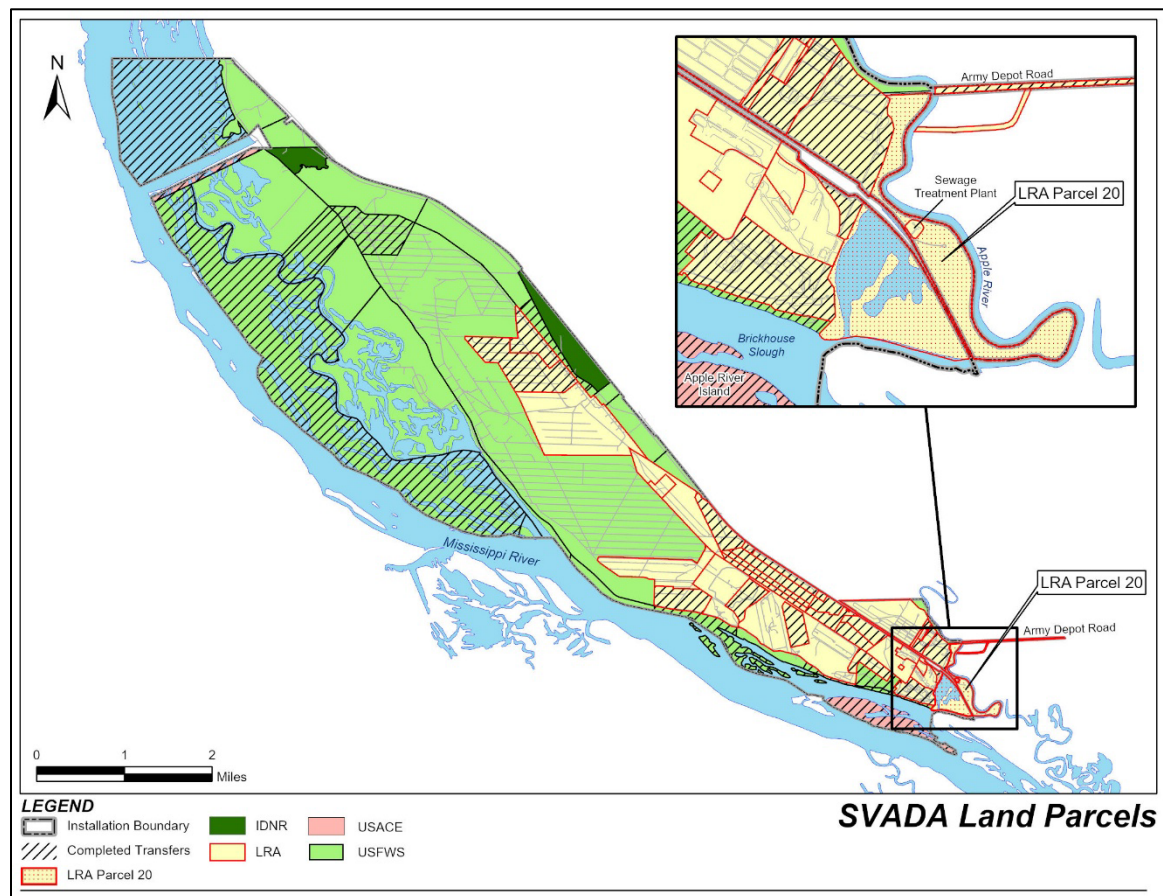 N
Army Depot Road
Sewage
Treatment Plant
LRA Parcel 20
Apple River
Brickhouse
Slough
Apple River
Island
Mississippi River
LRA Parcel 20
Army Depot Road
0 1 2
Miles
SVADA Land Parcels
LEGEND
Installation Boundary IDNR USACE
Completed Transfers LRA USFWS
LRA Parcel 20